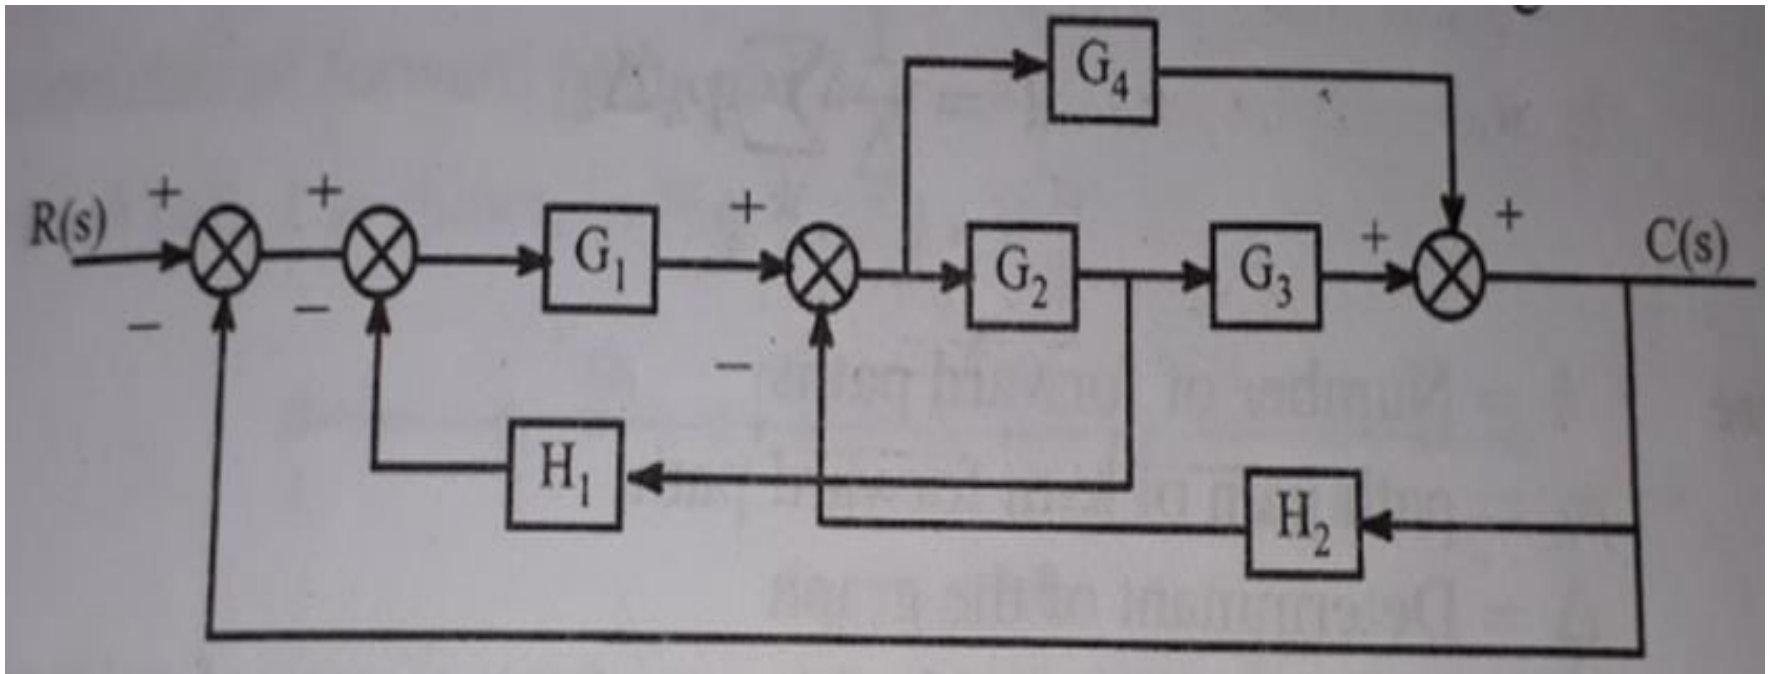 G₄
+ + + + +
R(s) G₁ G₂ G₃ C(s)
− − −
H₁ H₂